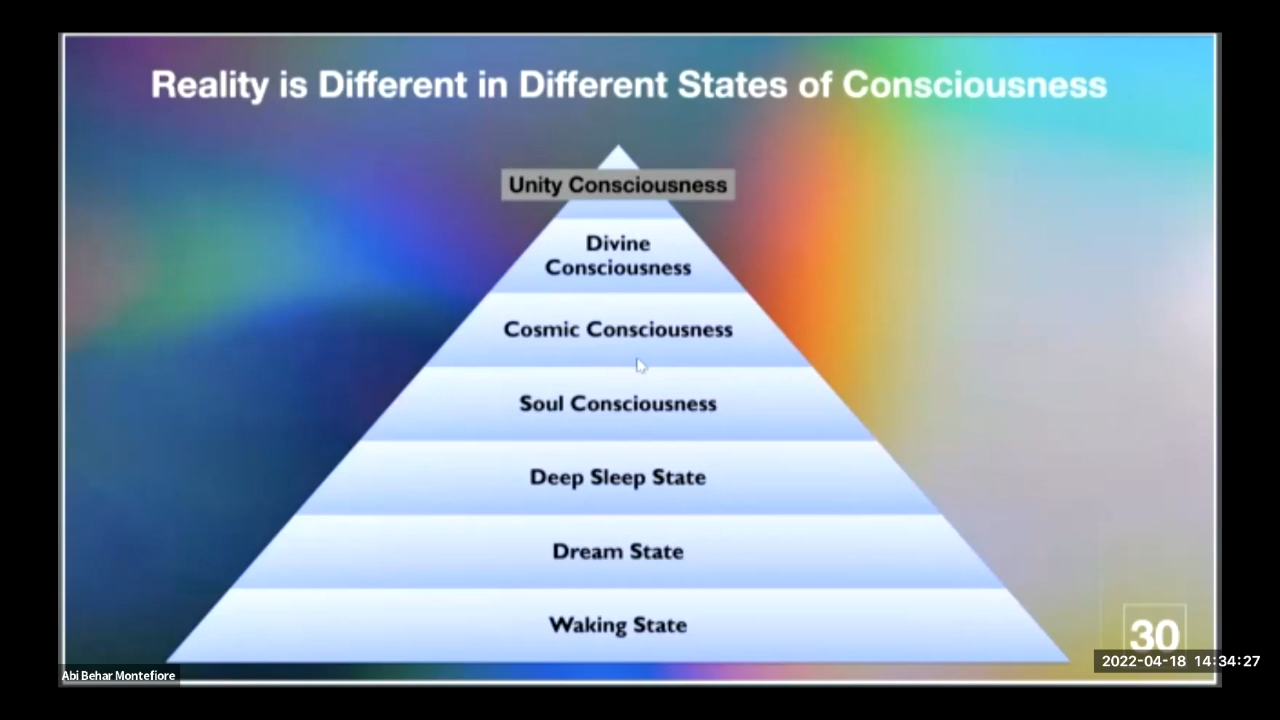 Reality is Different in Different States of Consciousness
Unity Consciousness
Divine
Consciousness
Cosmic Consciousness
Soul Consciousness
Deep Sleep State
Dream State
Waking State
30
2022-04-18 14:34:27
Abi Behar Montefiore